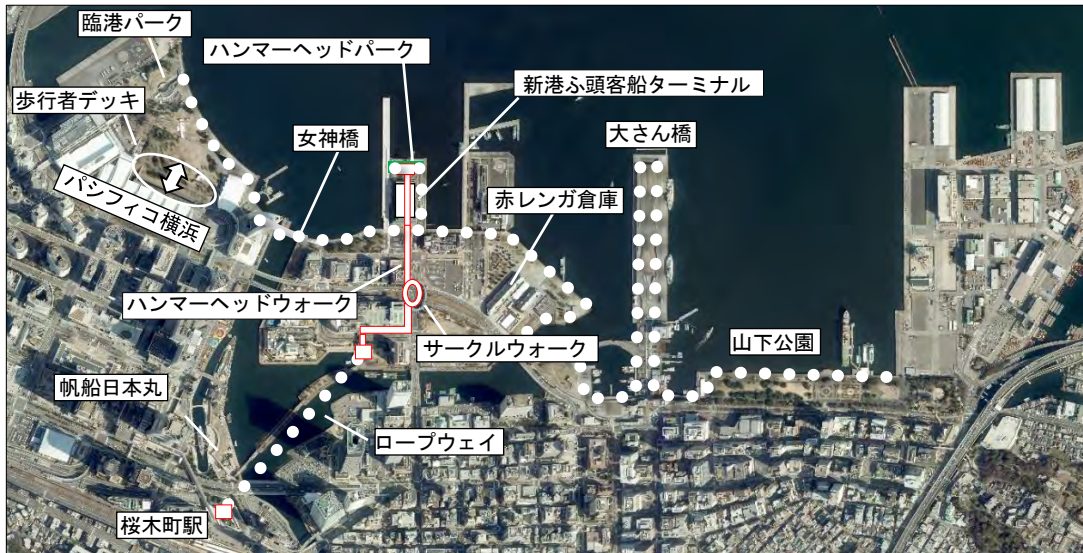 臨港パーク
ハンマーヘッドパーク
新港ふ頭客船ターミナル
歩行者デッキ
女神橋
大さん橋
パシフィコ横浜
赤レンガ倉庫
ハンマーヘッドウォーク
サークルウォーク
山下公園
帆船日本丸
ロープウェイ
桜木町駅